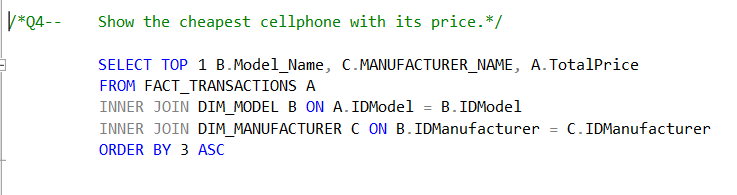 /*Q4-- Show the cheapest cellphone with its price.*/
SELECT TOP 1 B.Model_Name, C.MANUFACTURER_NAME, A.TotalPrice
FROM FACT_TRANSACTIONS A
INNER JOIN DIM_MODEL B ON A.IDModel = B.IDModel
INNER JOIN DIM_MANUFACTURER C ON B.IDManufacturer = C.IDManufacturer
ORDER BY 3 ASC